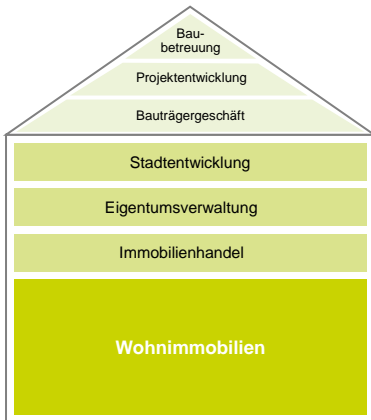 Bau-
betreuung
Projektentwicklung
Bauträgergeschäft
Stadtentwicklung
Eigentumsverwaltung
Immobilienhandel
Wohnimmobilien